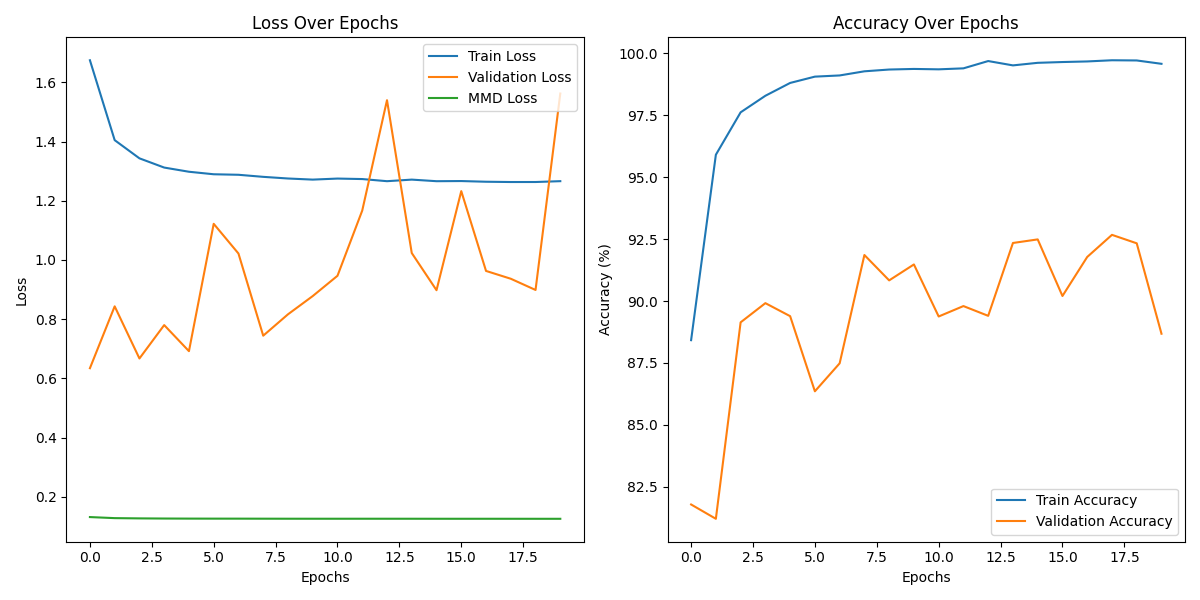 Loss Over Epochs
Train Loss
Validation Loss
MMD Loss
1.6
1.4
1.2
1.0
0.8
0.6
0.4
0.2
Loss
0.0 2.5 5.0 7.5 10.0 12.5 15.0 17.5
Epochs
Accuracy Over Epochs
100.0
97.5
95.0
92.5
90.0
87.5
85.0
82.5
Accuracy (%)
Train Accuracy
Validation Accuracy
0.0 2.5 5.0 7.5 10.0 12.5 15.0 17.5
Epochs